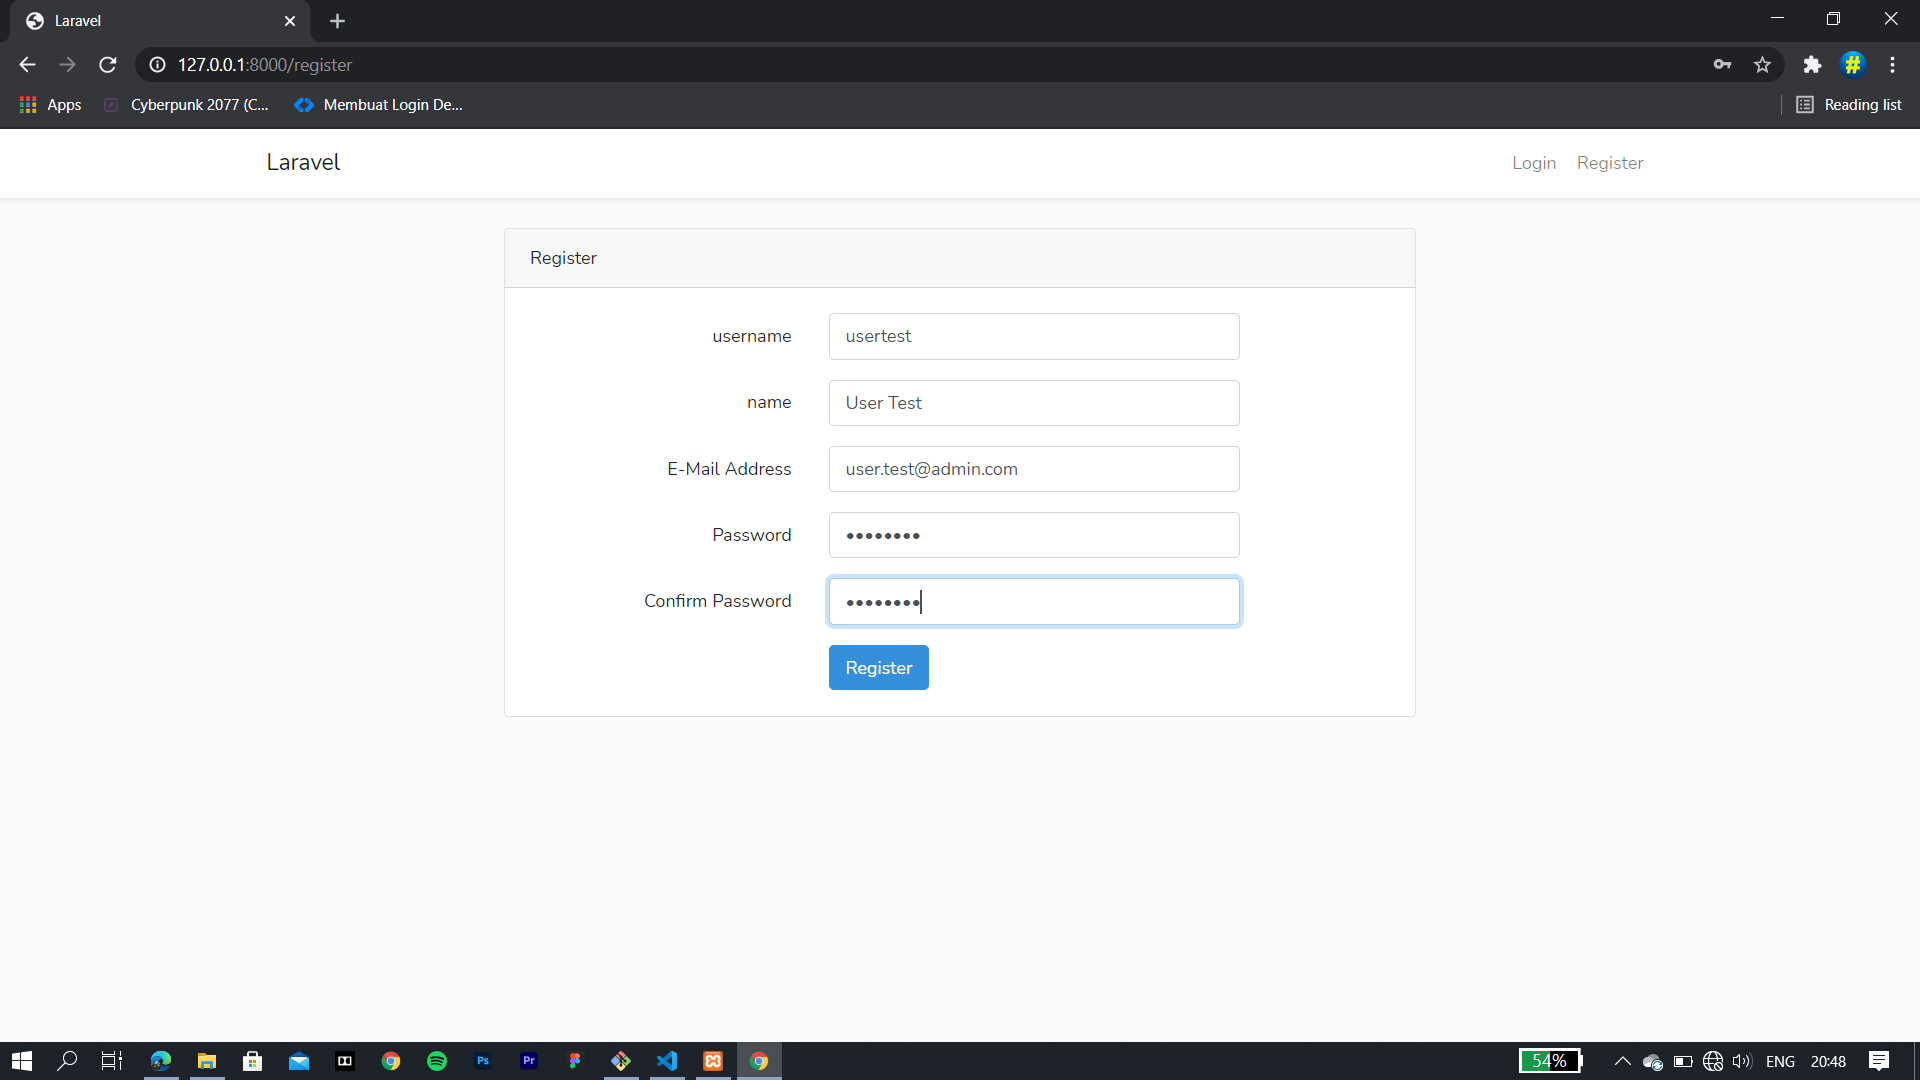 Laravel
127.0.0.1:8000/register
Apps
Cyberpunk 2077 (C...
Membuat Login De...
Reading list
Laravel
Login
Register
Register
username
usertest
name
User Test
E-Mail Address
user.test@admin.com
Password
••••••••
Confirm Password
••••••••
Register
Ps
Pr
54%
ENG
20:48